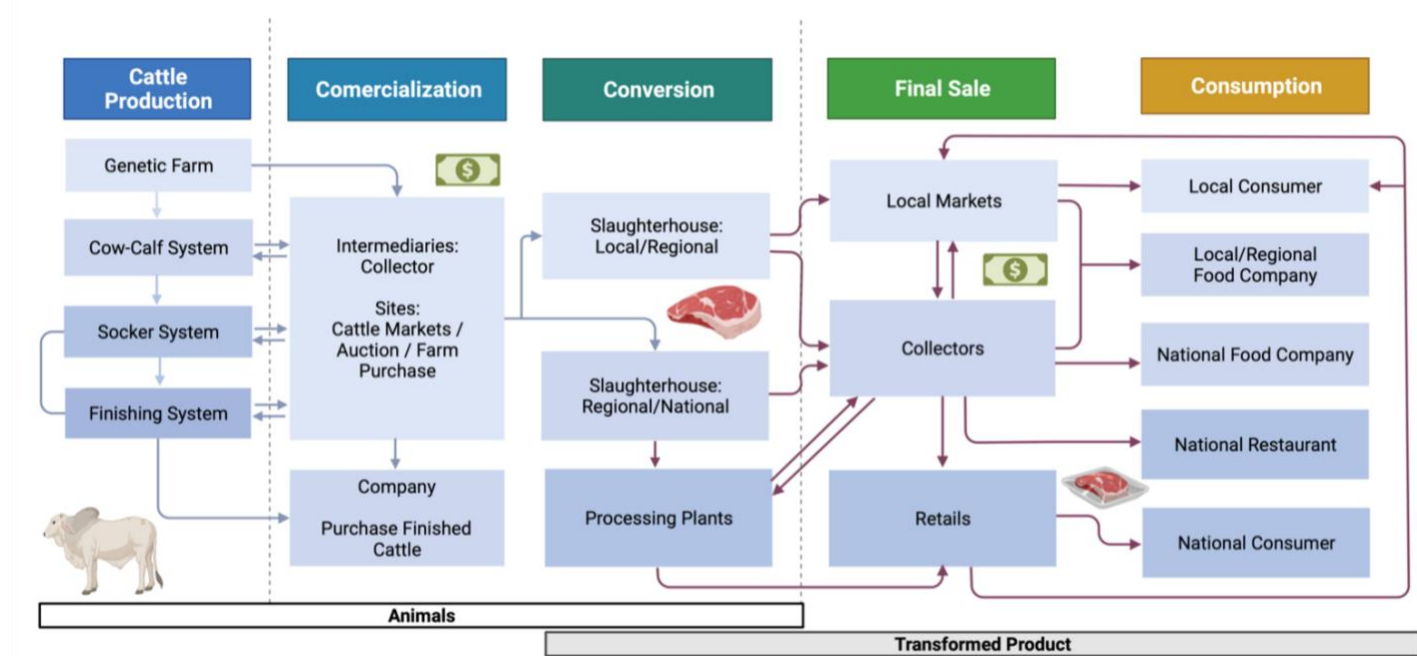 Cattle
Production
Comercialization
Conversion
Final Sale
Consumption
Genetic Farm
Cow-Calf System
Socker System
Finishing System
Intermediaries:
Collector
Sites:
Cattle Markets /
Auction / Farm
Purchase
Company
Purchase Finished
Cattle
Slaughterhouse:
Local/Regional
Slaughterhouse:
Regional/National
Processing Plants
Local Markets
Collectors
Retails
Local Consumer
Local/Regional
Food Company
National Food Company
National Restaurant
National Consumer
Animals
Transformed Product
$
$